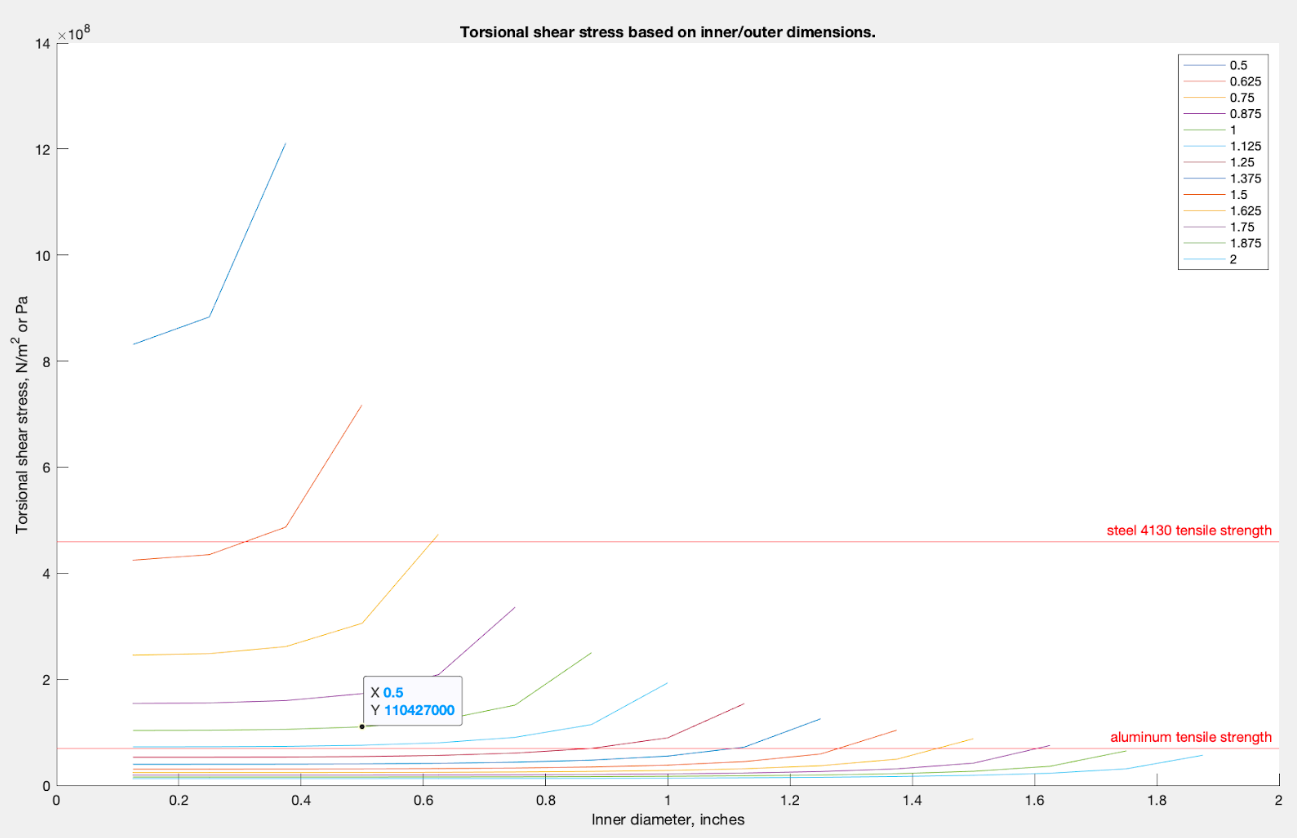 Torsional shear stress based on inner/outer dimensions.
×10⁸
14
12
10
8
6
4
2
0
Torsional shear stress, N/m² or Pa
0.5
0.625
0.75
0.875
1
1.125
1.25
1.375
1.5
1.625
1.75
1.875
2
steel 4130 tensile strength
X 0.5
Y 110427000
aluminum tensile strength
0 0.2 0.4 0.6 0.8 1 1.2 1.4 1.6 1.8 2
Inner diameter, inches